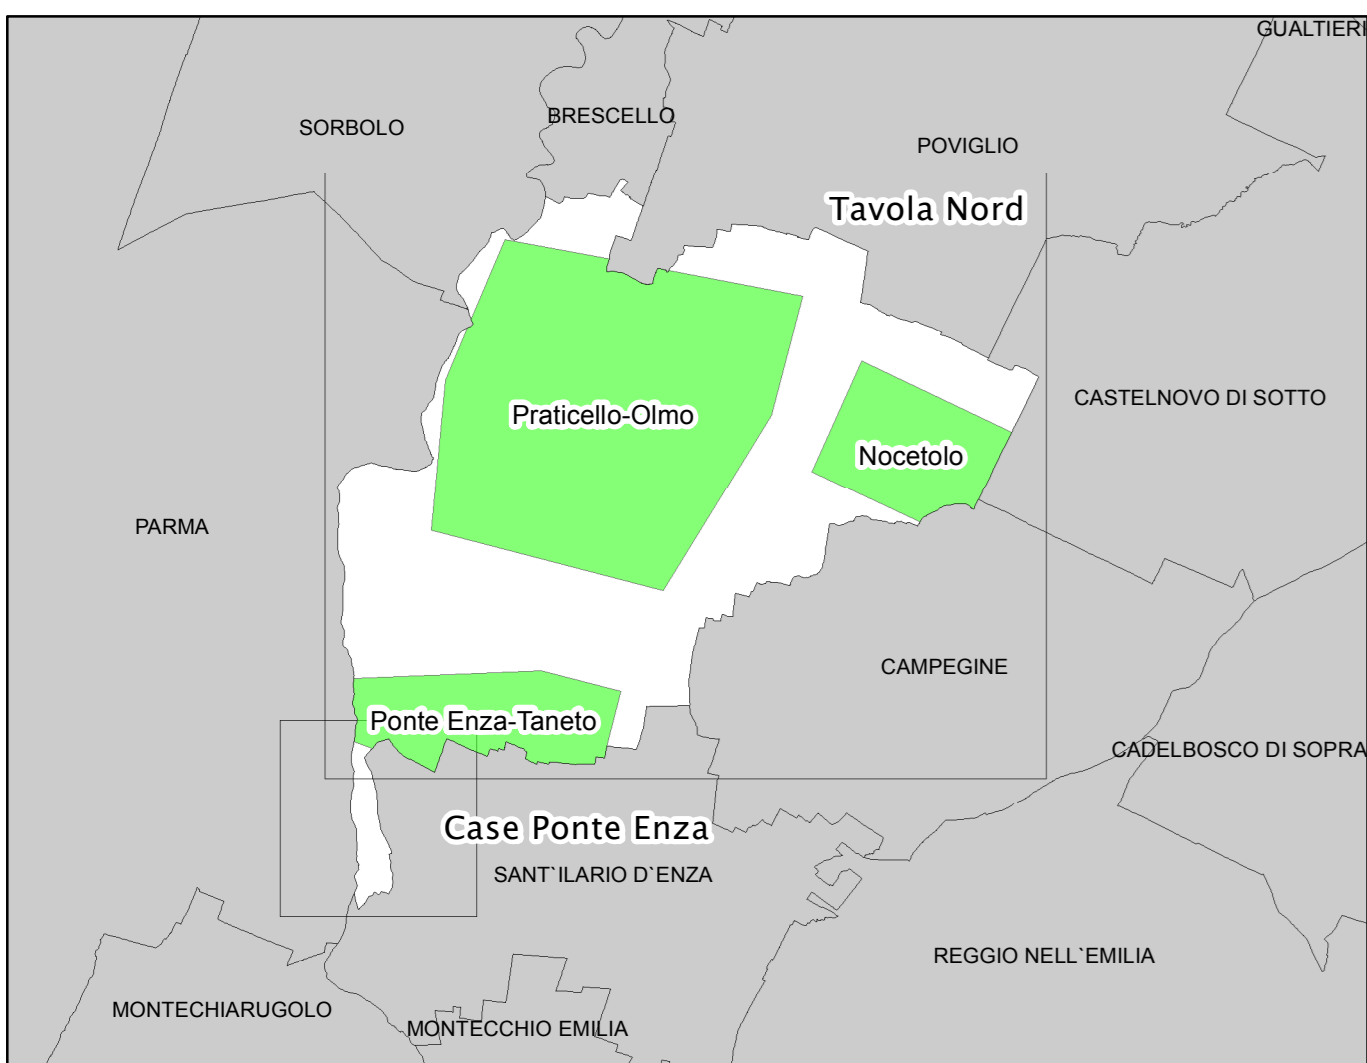 GUALTIERI
BRESCELLO
SORBOLO
POVIGLIO
Tavola Nord
CASTELNOVO DI SOTTO
Praticello-Olmo
Nocetolo
PARMA
CAMPEGINE
Ponte Enza-Taneto
CADELBOSCO DI SOPRA
Case Ponte Enza
SANT`ILARIO D`ENZA
REGGIO NELL`EMILIA
MONTECHIARUGOLO
MONTECCHIO EMILIA